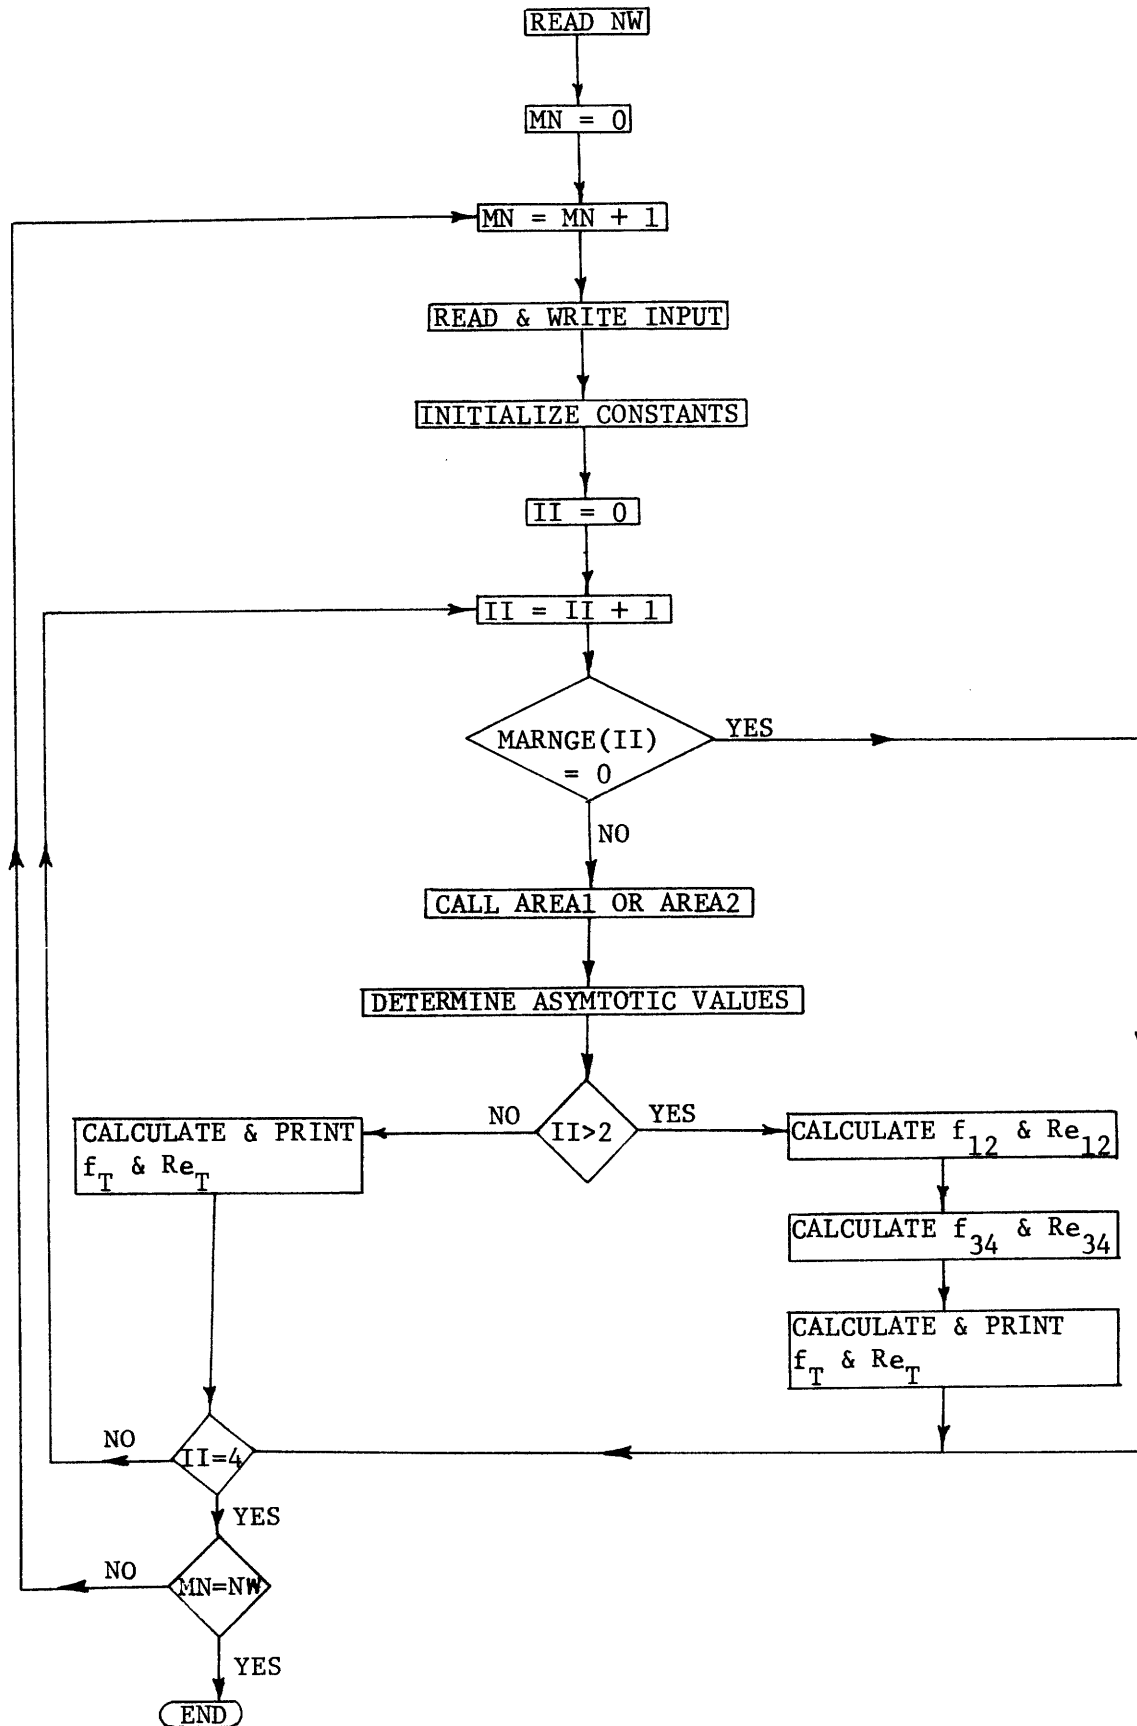 READ NW
MN = 0
MN = MN + 1
READ & WRITE INPUT
INITIALIZE CONSTANTS
II = 0
II = II + 1
MARNGE(II)
= 0
YES
NO
CALL AREA1 OR AREA2
DETERMINE ASYMTOTIC VALUES
II>2
NO
YES
CALCULATE & PRINT
f_T & Re_T
CALCULATE f_12 & Re_12
CALCULATE f_34 & Re_34
CALCULATE & PRINT
f_T & Re_T
II=4
NO
YES
MN=NW
NO
YES
END